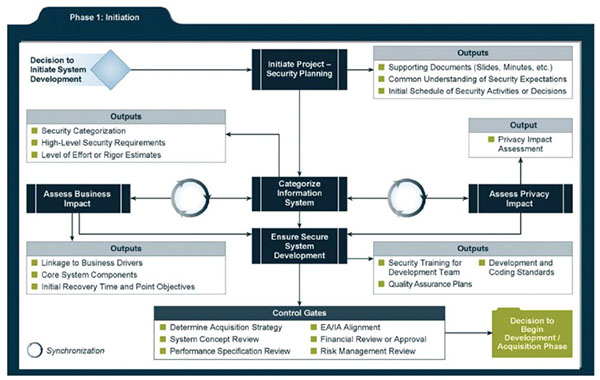 Phase 1: Initiation
Decision to
Initiate System
Development
Initiate Project –
Security Planning
Outputs
Supporting Documents (Slides, Minutes, etc.)
Common Understanding of Security Expectations
Initial Schedule of Security Activities or Decisions
Outputs
Security Categorization
High-Level Security Requirements
Level of Effort or Rigor Estimates
Output
Privacy Impact
Assessment
Assess Business
Impact
Categorize
Information
System
Assess Privacy
Impact
Ensure Secure
System
Development
Outputs
Linkage to Business Drivers
Core System Components
Initial Recovery Time and Point Objectives
Outputs
Security Training for
Development Team
Quality Assurance Plans
Development and
Coding Standards
Control Gates
Determine Acquisition Strategy
System Concept Review
Performance Specification Review
EA/IA Alignment
Financial Review or Approval
Risk Management Review
Decision to
Begin
Development /
Acquisition Phase
Synchronization